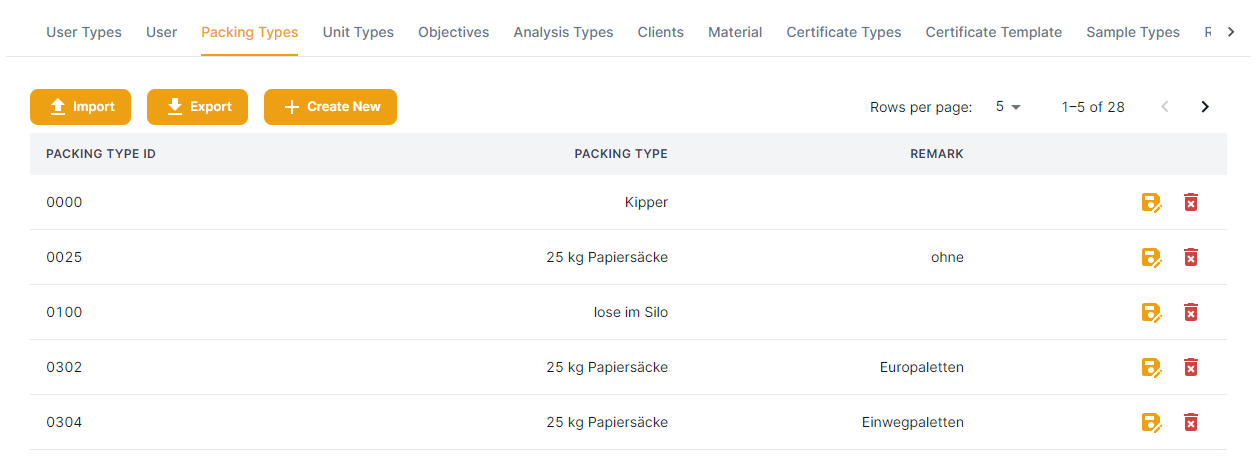 User Types User Packing Types Unit Types Objectives Analysis Types Clients Material Certificate Types Certificate Template Sample Types
Import Export Create New Rows per page: 5 1–5 of 28
PACKING TYPE ID PACKING TYPE REMARK
0000 Kipper
0025 25 kg Papiersäcke ohne
0100 lose im Silo
0302 25 kg Papiersäcke Europaletten
0304 25 kg Papiersäcke Einwegpaletten